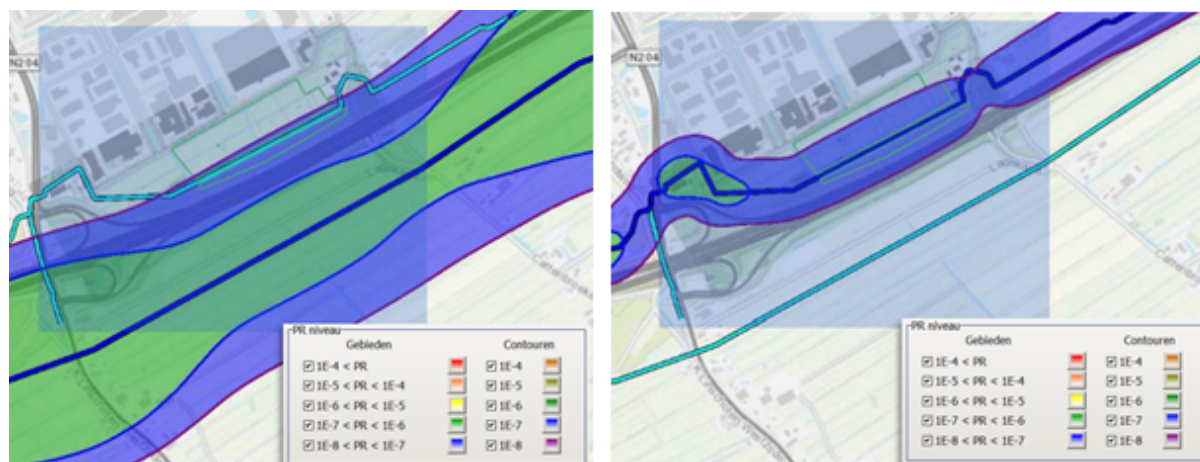 N204
PR niveau
Gebieden Contouren
1E-4 < PR 1E-4
1E-5 < PR < 1E-4 1E-5
1E-6 < PR < 1E-5 1E-6
1E-7 < PR < 1E-6 1E-7
1E-8 < PR < 1E-7 1E-8
N204
PR niveau
Gebieden Contouren
1E-4 < PR 1E-4
1E-5 < PR < 1E-4 1E-5
1E-6 < PR < 1E-5 1E-6
1E-7 < PR < 1E-6 1E-7
1E-8 < PR < 1E-7 1E-8